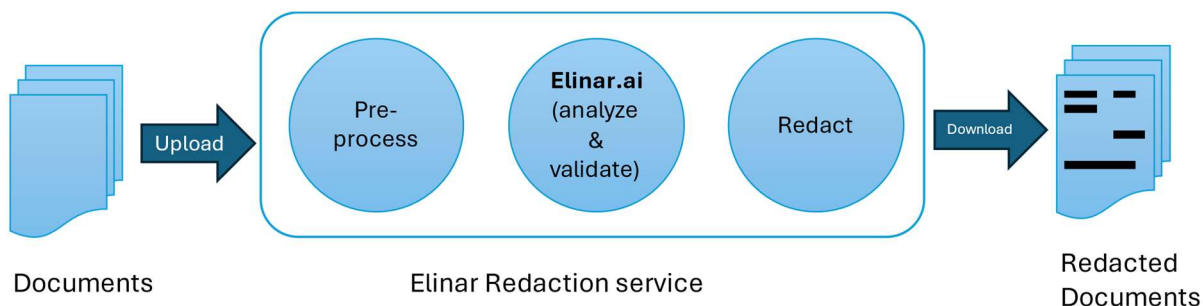 Documents
Upload
Pre-
process
Elinar.ai
(analyze
&
validate)
Redact
Elinar Redaction service
Download
Redacted
Documents